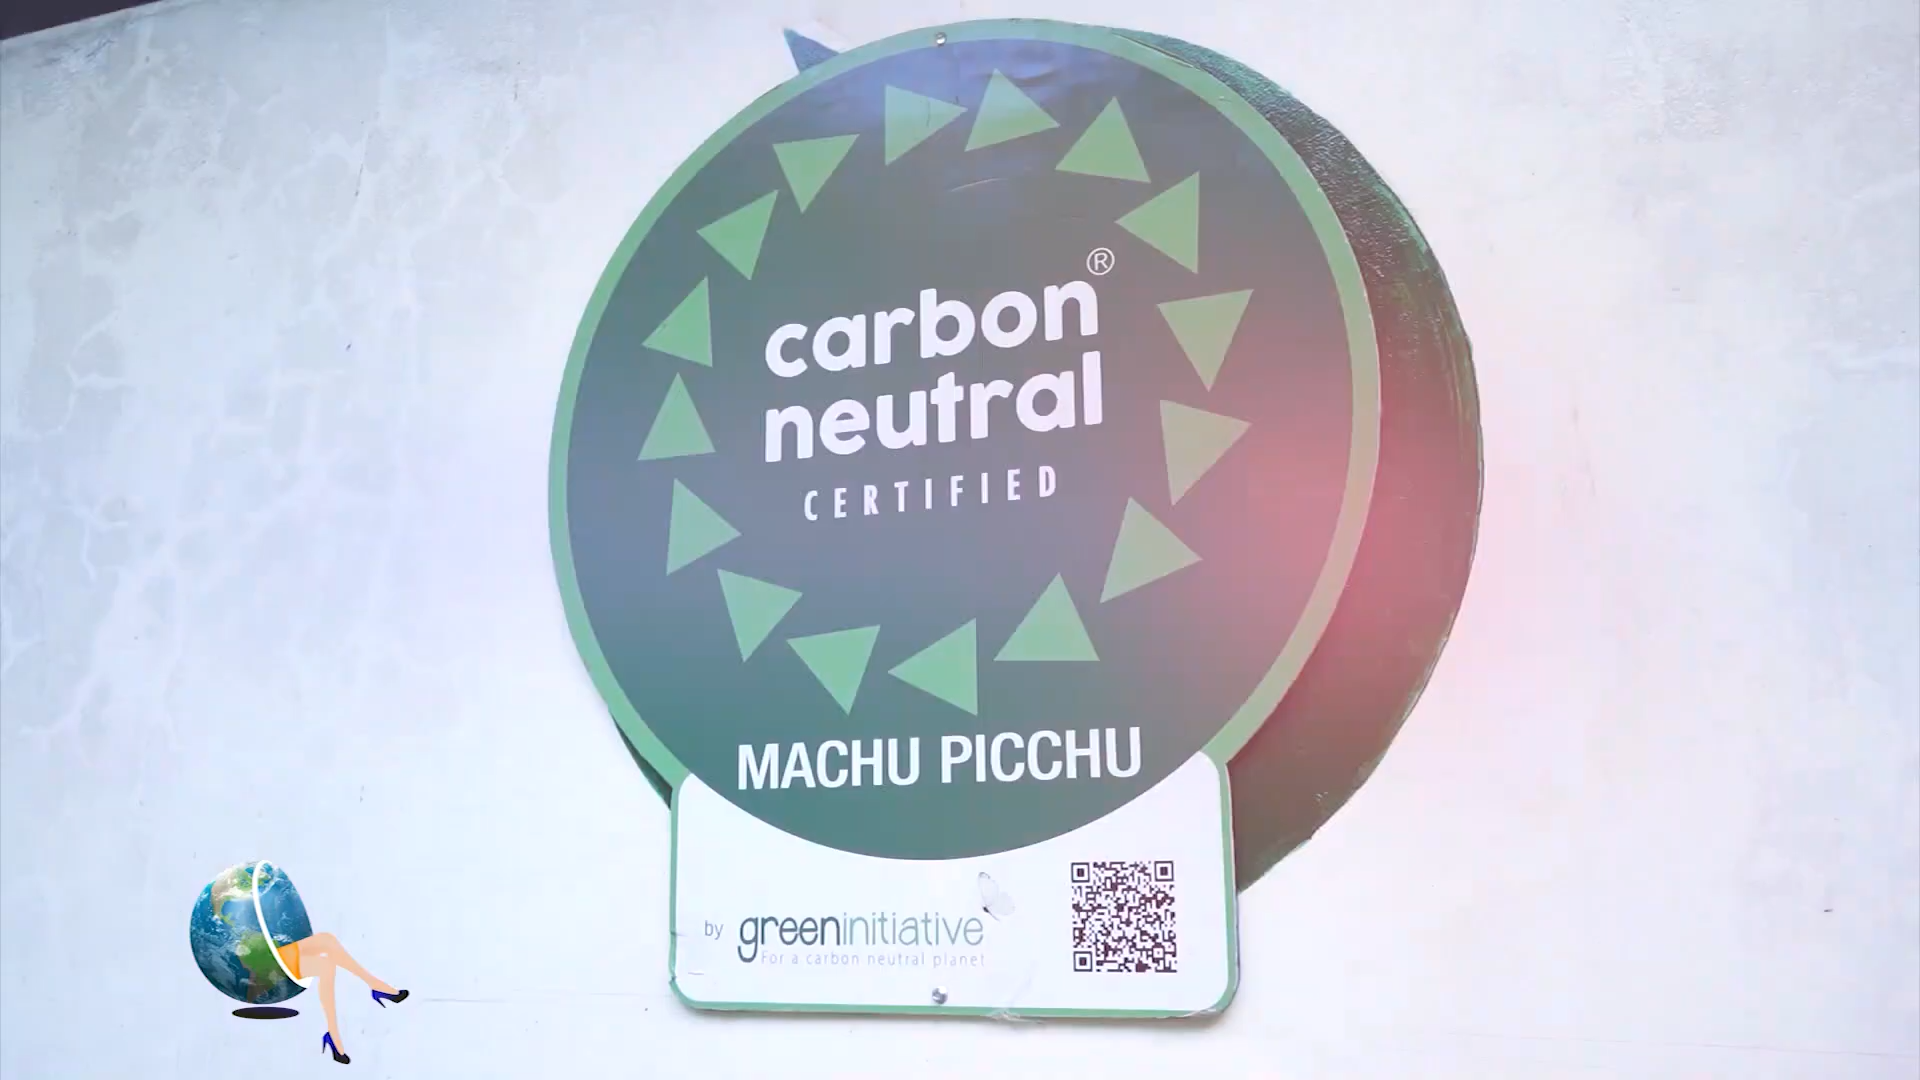 carbon®
neutral
CERTIFIED
MACHU PICCHU
by greeninitiative
For a carbon neutral planet